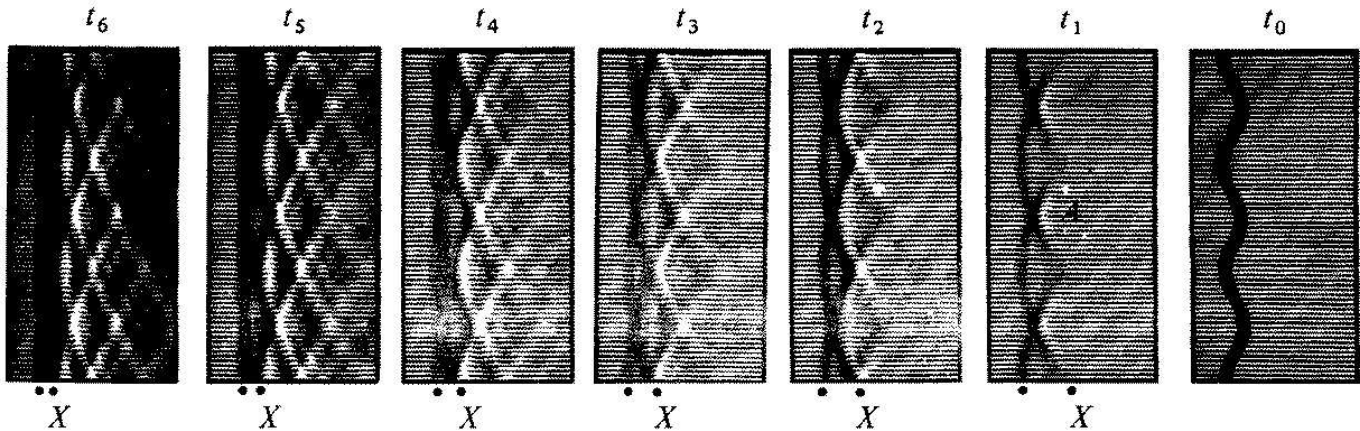 t₆ t₅ t₄ t₃ t₂ t₁ t₀
A
X X X X X X